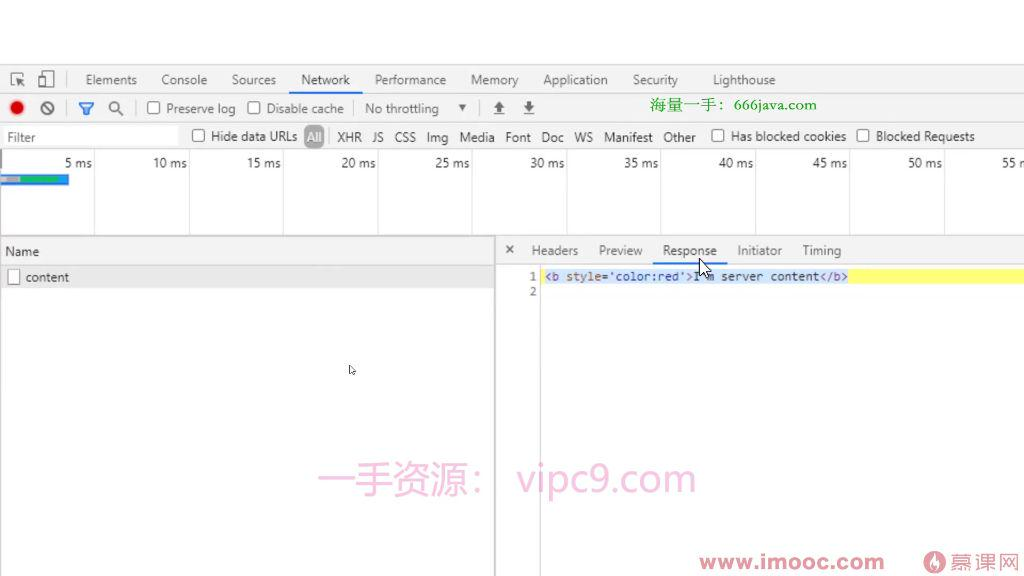 Elements Console Sources Network Performance Memory Application Security Lighthouse
Preserve log Disable cache No throttling ▼
海量一手：666java.com
Filter Hide data URLs All XHR JS CSS Img Media Font Doc WS Manifest Other Has blocked cookies Blocked Requests
5 ms 10 ms 15 ms 20 ms 25 ms 30 ms 35 ms 40 ms 45 ms 50 ms 55 m
Name
× Headers Preview Response Initiator Timing
content
1 <b style='color:red'>I'm server content</b>
2
一手资源： vipc9.com
www.imooc.com 慕课网